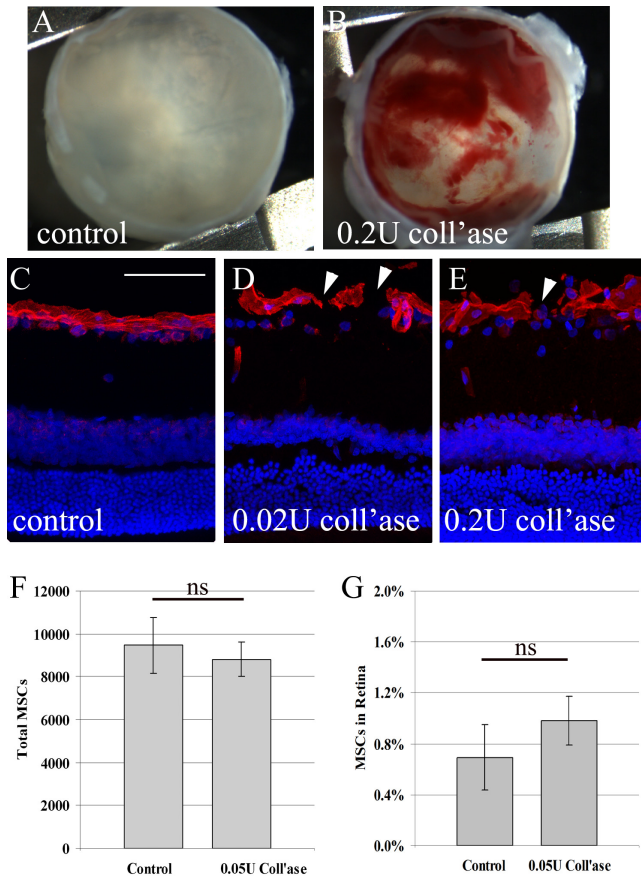 A
control
B
0.2U coll'ase
C
control
D
0.02U coll'ase
E
0.2U coll'ase
F
Total MSCs
12000
10000
8000
6000
4000
2000
0
ns
Control
0.05U Coll'ase
G
MSCs in Retina
2.0%
1.6%
1.2%
0.8%
0.4%
0.0%
ns
Control
0.05U Coll'ase